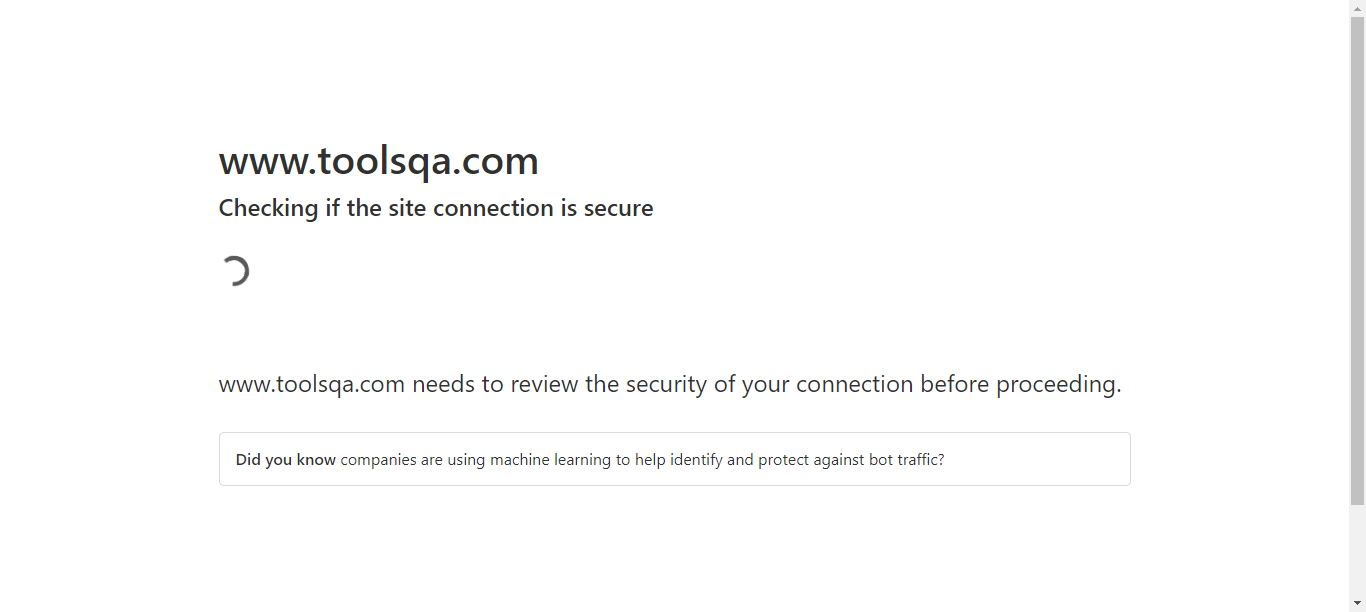 www.toolsqa.com
Checking if the site connection is secure
www.toolsqa.com needs to review the security of your connection before proceeding.
Did you know companies are using machine learning to help identify and protect against bot traffic?